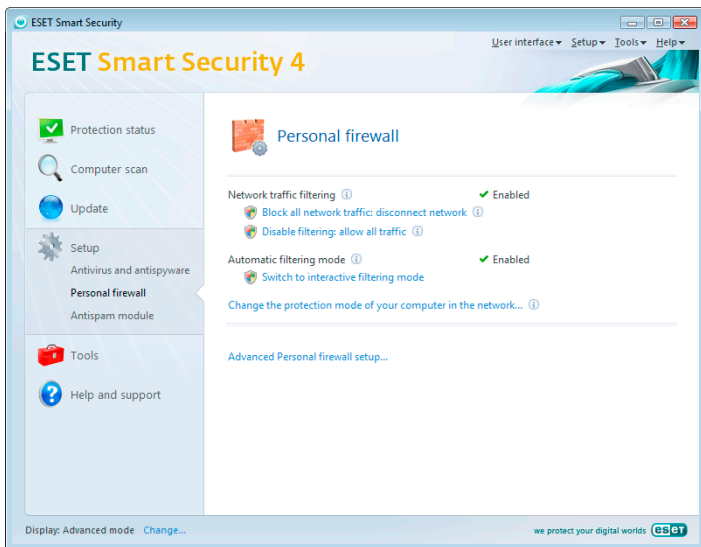 ESET Smart Security
User interface Setup Tools Help
ESET Smart Security 4
Protection status
Computer scan
Update
Setup
Antivirus and antispyware
Personal firewall
Antispam module
Tools
Help and support
Personal firewall
Network traffic filtering Enabled
Block all network traffic: disconnect network
Disable filtering: allow all traffic
Automatic filtering mode Enabled
Switch to interactive filtering mode
Change the protection mode of your computer in the network...
Advanced Personal firewall setup...
Display: Advanced mode Change...
we protect your digital worlds eseT